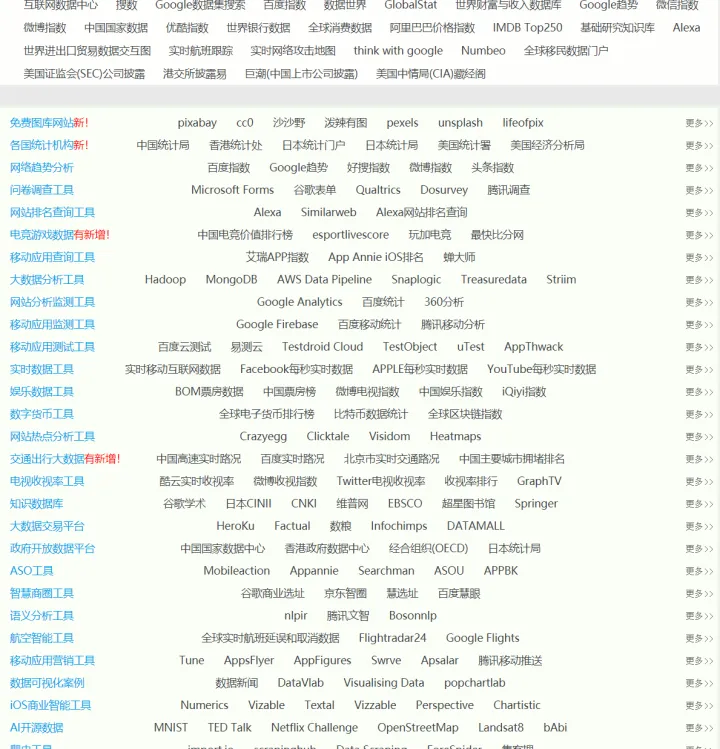 互联网数据中心 搜数 Google数据集搜索 百度指数 数据世界 GlobalStat 世界财富与收入数据库 Google趋势 微信指数
微博指数 中国国家数据 优酷指数 世界银行数据 全球消费数据 阿里巴巴价格指数 IMDB Top250 基础研究知识库 Alexa
世界进出口贸易数据交互图 实时航班跟踪 实时网络攻击地图 think with google Numbeo 全球移民数据门户
美国证监会(SEC)公司披露 港交所披露易 巨潮(中国上市公司披露) 美国中情局(CIA)藏经阁
免费图库网站新! pixabay cc0 沙沙野 泼辣有图 pexels unsplash lifeofpix 更多>>
各国统计机构新! 中国统计局 香港统计处 日本统计门户 日本统计局 美国统计署 美国经济分析局 更多>>
网络趋势分析 百度指数 Google趋势 好搜指数 微博指数 头条指数 更多>>
问卷调查工具 Microsoft Forms 谷歌表单 Qualtrics Dosurvey 腾讯调查 更多>>
网站排名查询工具 Alexa Similarweb Alexa网站排名查询 更多>>
电竞游戏数据有新增! 中国电竞价值排行榜 esportlivescore 玩加电竞 最快比分网 更多>>
移动应用查询工具 艾瑞APP指数 App Annie iOS排名 蝉大师 更多>>
大数据分析工具 Hadoop MongoDB AWS Data Pipeline Snaplogic Treasuredata Striim 更多>>
网站分析监测工具 Google Analytics 百度统计 360分析 更多>>
移动应用监测工具 Google Firebase 百度移动统计 腾讯移动分析 更多>>
移动应用测试工具 百度云测试 易测云 Testdroid Cloud TestObject uTest AppThwack 更多>>
实时数据工具 实时移动互联网数据 Facebook每秒实时数据 APPLE每秒实时数据 YouTube每秒实时数据 更多>>
娱乐数据工具 BOM票房数据 中国票房榜 微博电视指数 中国娱乐指数 iQiyi指数 更多>>
数字货币工具 全球电子货币排行榜 比特币数据统计 全球区块链指数 更多>>
网站热点分析工具 Crazyegg Clicktale Visidom Heatmaps 更多>>
交通出行大数据有新增! 中国高速实时路况 百度实时路况 北京市实时交通路况 中国主要城市拥堵排名 更多>>
电视收视率工具 酷云实时收视率 微博收视指数 Twitter电视收视率 收视率排行 GraphTV 更多>>
知识数据库 谷歌学术 日本CINII CNKI 维普网 EBSCO 超星图书馆 Springer 更多>>
大数据交易平台 HeroKu Factual 数粮 Infochimps DATAMALL 更多>>
政府开放数据平台 中国国家数据中心 香港政府数据中心 经合组织(OECD) 日本统计局 更多>>
ASO工具 Mobileaction Appannie Searchman ASOU APPBK 更多>>
智慧商圈工具 谷歌商业选址 京东智圈 慧选址 百度慧眼 更多>>
语义分析工具 nlpir 腾讯文智 Bosonnlp 更多>>
航空智能工具 全球实时航班延误和取消数据 Flightradar24 Google Flights 更多>>
移动应用营销工具 Tune AppsFlyer AppFigures Swrve Apsalar 腾讯移动推送 更多>>
数据可视化案例 数据新闻 DataVlab Visualising Data popchartlab 更多>>
iOS商业智能工具 Numerics Vizable Textal Vizzable Perspective Chartistic 更多>>
AI开源数据 MNIST TED Talk Netflix Challenge OpenStreetMap Landsat8 bAbi 更多>>
爬虫工具 import.io scrapinghub Data Scraping ForeSpider 集客搜